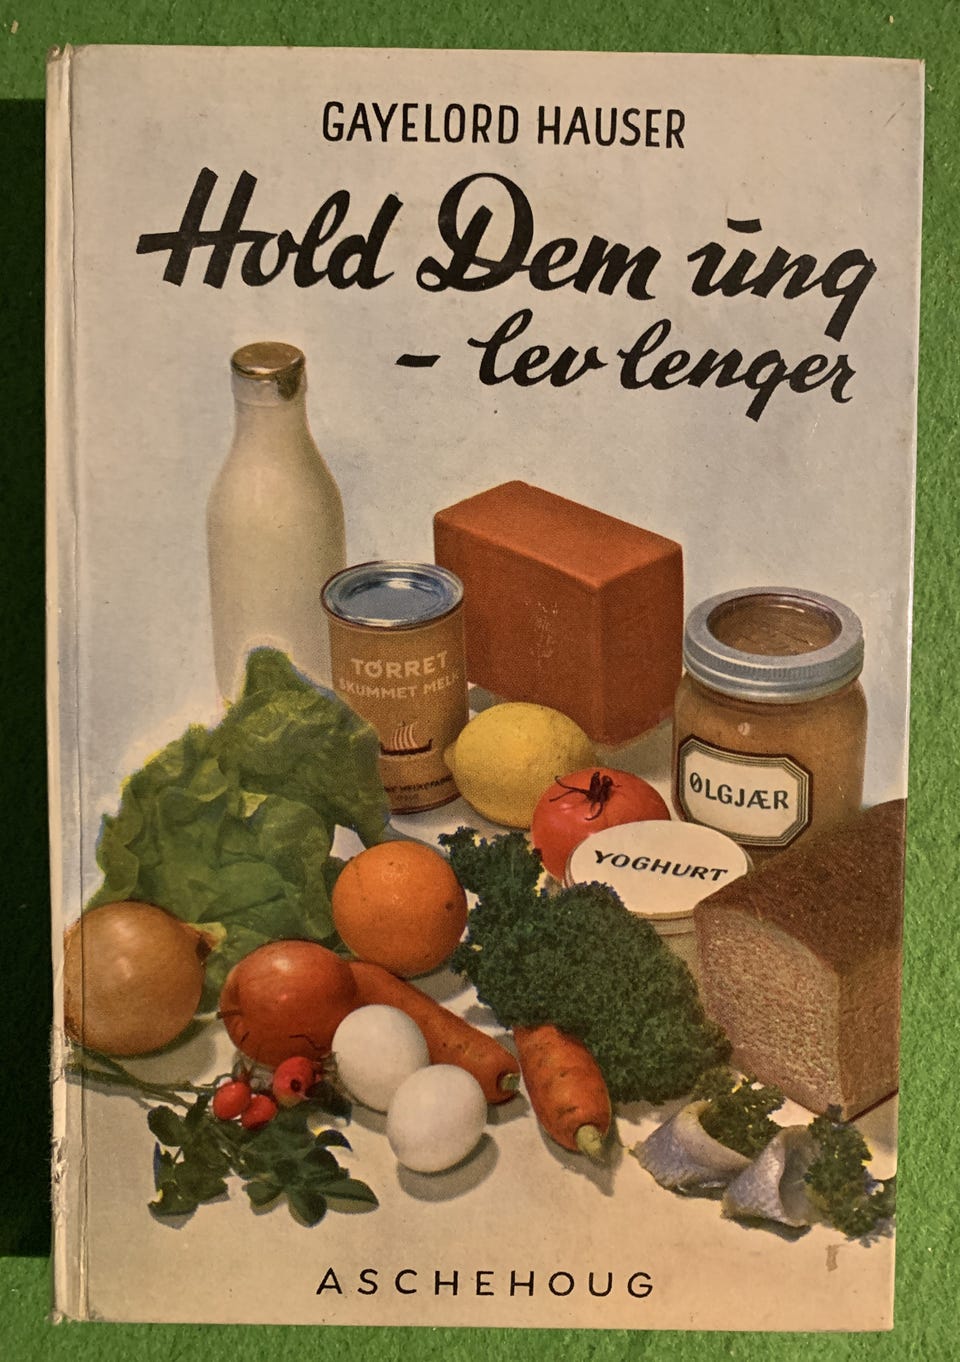 GAYELORD HAUSER
Hold Dem ung
- lev lenger
TØRRET
SKUMMET MELK
ØLGJÆR
YOGHURT
ASCHEHOUG